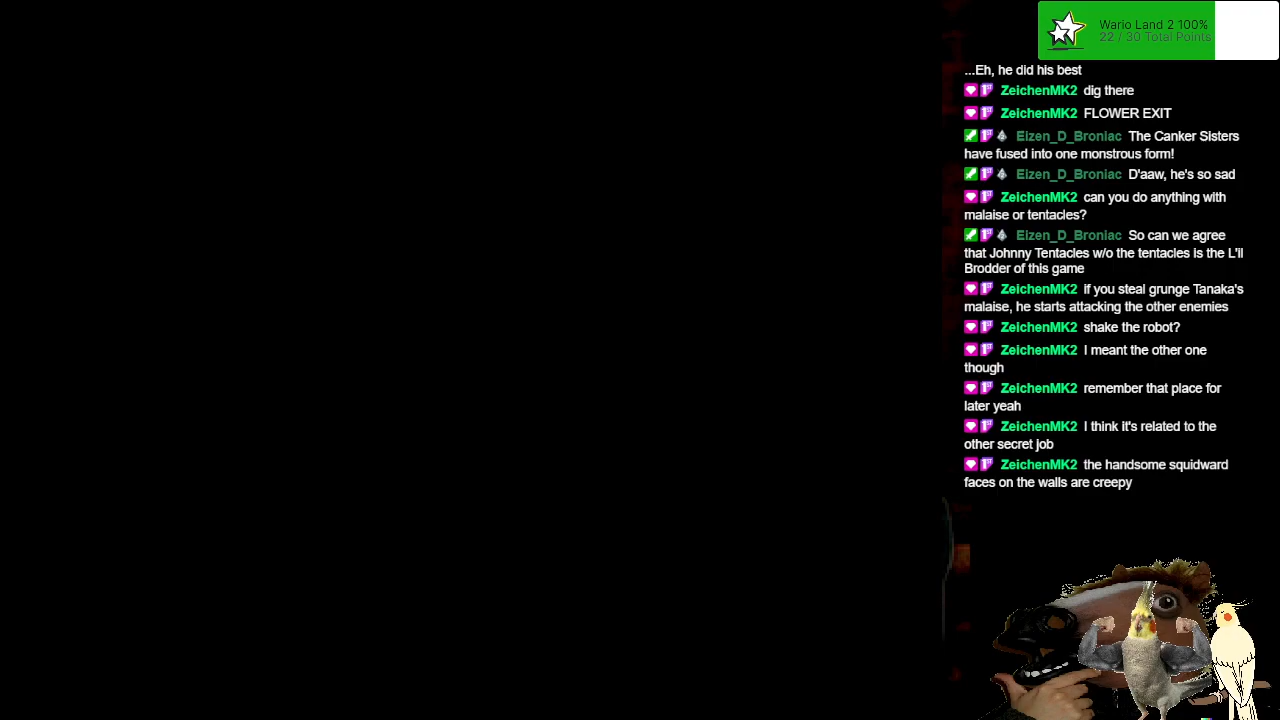 Wario Land 2 100%
22 / 30 Total Points
...Eh, he did his best
ZeichenMK2 dig there
ZeichenMK2 FLOWER EXIT
Eizen_D_Broniac The Canker Sisters
have fused into one monstrous form!
Eizen_D_Broniac D'aaw, he's so sad
ZeichenMK2 can you do anything with
malaise or tentacles?
Eizen_D_Broniac So can we agree
that Johnny Tentacles w/o the tentacles is the L'il
Brodder of this game
ZeichenMK2 if you steal grunge Tanaka's
malaise, he starts attacking the other enemies
ZeichenMK2 shake the robot?
ZeichenMK2 I meant the other one
though
ZeichenMK2 remember that place for
later yeah
ZeichenMK2 I think it's related to the
other secret job
ZeichenMK2 the handsome squidward
faces on the walls are creepy